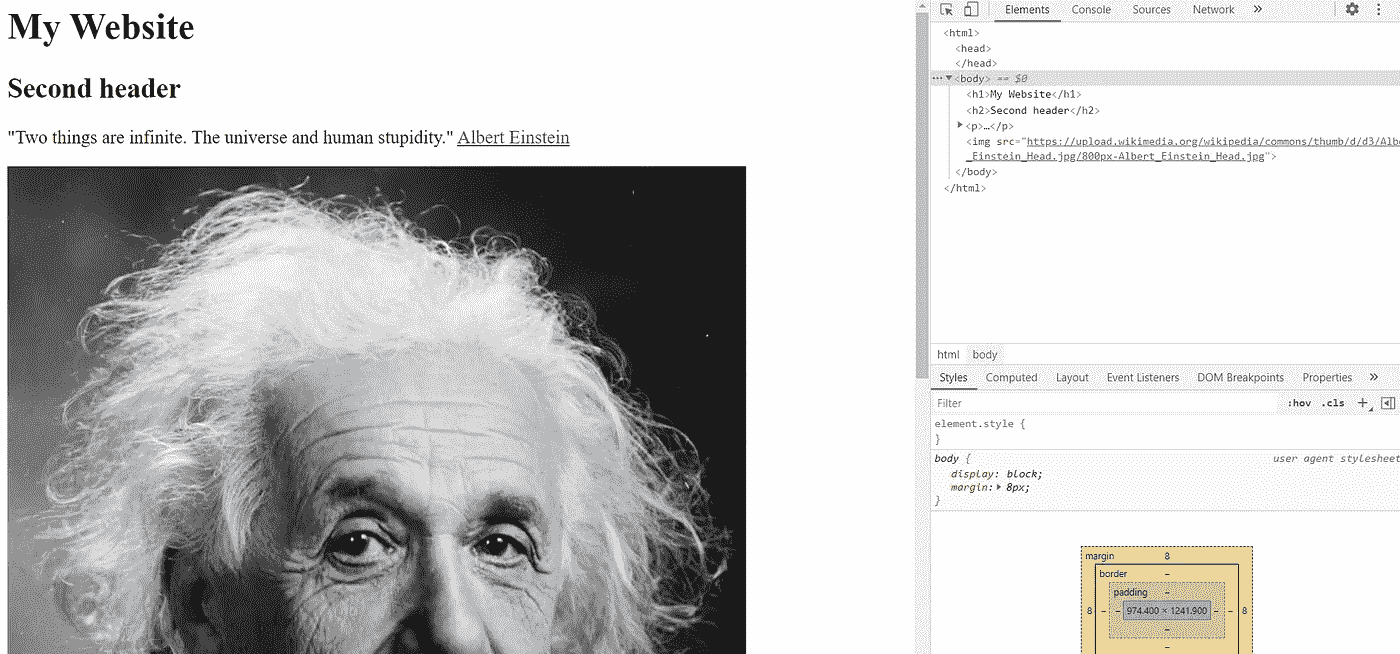 My Website
Second header
"Two things are infinite. The universe and human stupidity." Albert Einstein
Elements Console Sources Network »
<html>
<head>
</head>
··· ▼ <body> == $0
<h1>My Website</h1>
<h2>Second header</h2>
▶ <p>…</p>
<img src="https://upload.wikimedia.org/wikipedia/commons/thumb/d/d3/Albe
_Einstein_Head.jpg/800px-Albert_Einstein_Head.jpg">
</body>
</html>
html body
Styles Computed Layout Event Listeners DOM Breakpoints Properties »
Filter :hov .cls +
element.style {
}
body { user agent stylesheet
display: block;
margin: ▶ 8px;
}
margin 8
border –
padding –
8 – – 974.400 × 1241.900 – – 8
–
–